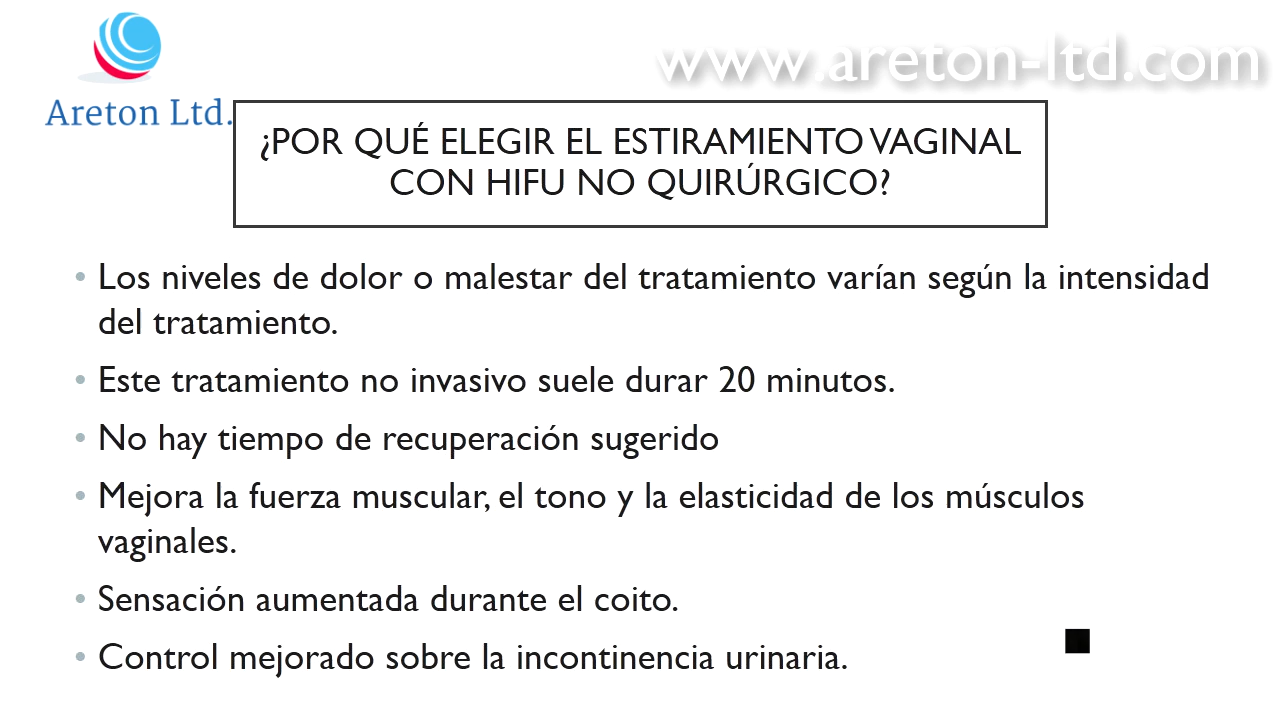 www.areton-ltd.com
Areton Ltd.
¿POR QUÉ ELEGIR EL ESTIRAMIENTO VAGINAL
CON HIFU NO QUIRÚRGICO?
• Los niveles de dolor o malestar del tratamiento varían según la intensidad
del tratamiento.
• Este tratamiento no invasivo suele durar 20 minutos.
• No hay tiempo de recuperación sugerido
• Mejora la fuerza muscular, el tono y la elasticidad de los músculos
vaginales.
• Sensación aumentada durante el coito.
• Control mejorado sobre la incontinencia urinaria.